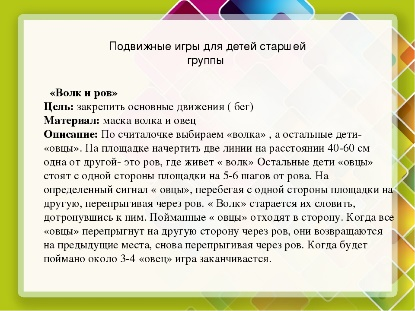 Подвижные игры для детей старшей
группы
«Волк и ров»
Цель: закрепить основные движения ( бег)
Материал: маска волка и овец
Описание: По считалочке выбираем «волка» , а остальные дети-
«овцы». На площадке начертить две линии на расстоянии 40-60 см
одна от другой- это ров, где живет « волк» Остальные дети «овцы»
стоят с одной стороны площадки на 5-6 шагов от рова. На
определенный сигнал « овцы», перебегая с одной стороны площадки на
другую, перепрыгивая через ров. « Волк» старается их словить,
дотронувшись к ним. Пойманные « овцы» отходят в сторону. Когда все
«овцы» перепрыгнут на другую сторону через ров, они возвращаются
на предыдущие места, снова перепрыгивая через ров. Когда будет
поймано около 3-4 «овец» игра заканчивается.